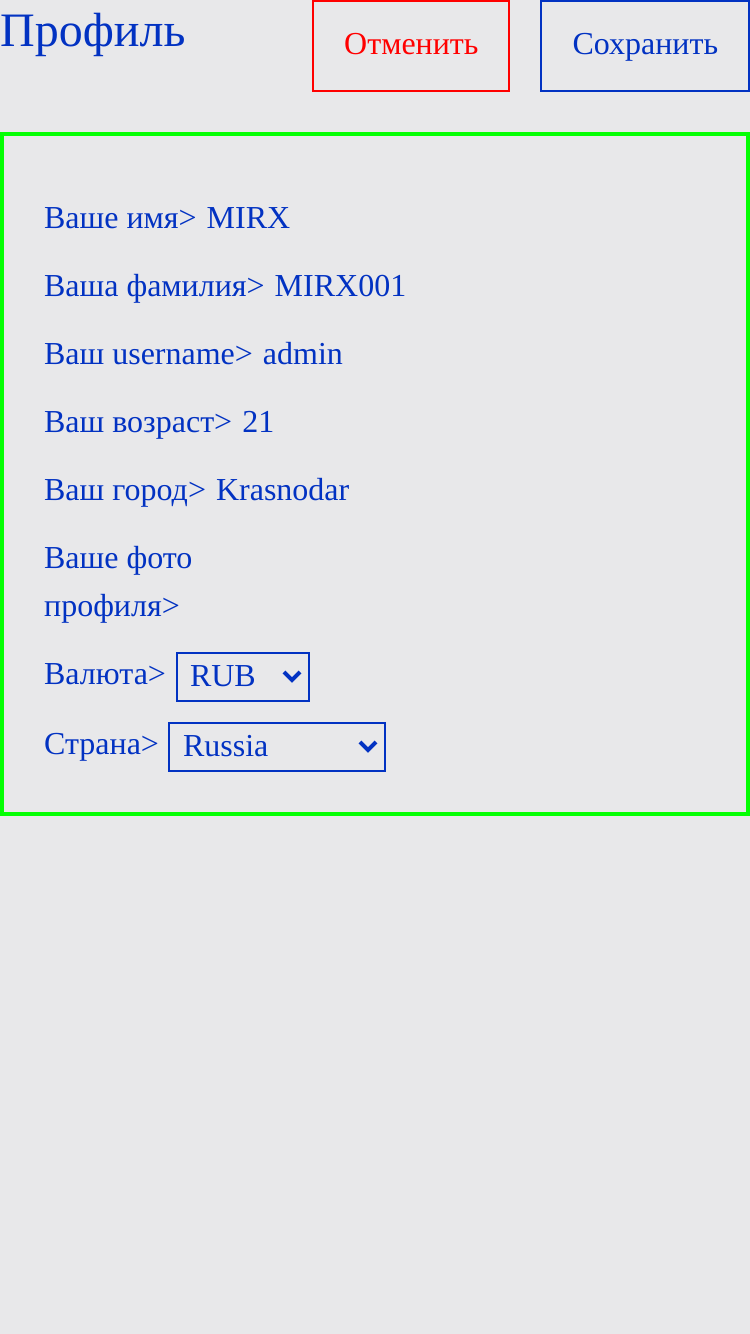 Профиль
Отменить
Сохранить
Ваше имя> MIRX
Ваша фамилия> MIRX001
Ваш username> admin
Ваш возраст> 21
Ваш город> Krasnodar
Ваше фото
профиля>
Валюта> RUB
Страна> Russia